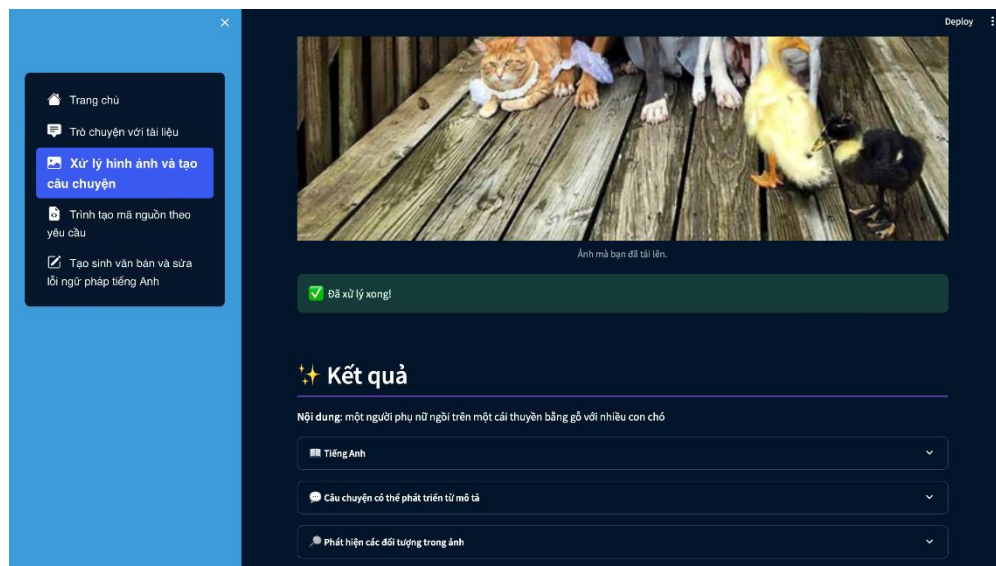 Deploy
Trang chủ
Trò chuyện với tài liệu
Xử lý hình ảnh và tạo
câu chuyện
Trình tạo mã nguồn theo
yêu cầu
Tạo sinh văn bản và sửa
lỗi ngữ pháp tiếng Anh
Ảnh mà bạn đã tải lên.
Đã xử lý xong!
Kết quả
Nội dung: một người phụ nữ ngồi trên một cái thuyền bằng gỗ với nhiều con chó
Tiếng Anh
Câu chuyện có thể phát triển từ mô tả
Phát hiện các đối tượng trong ảnh